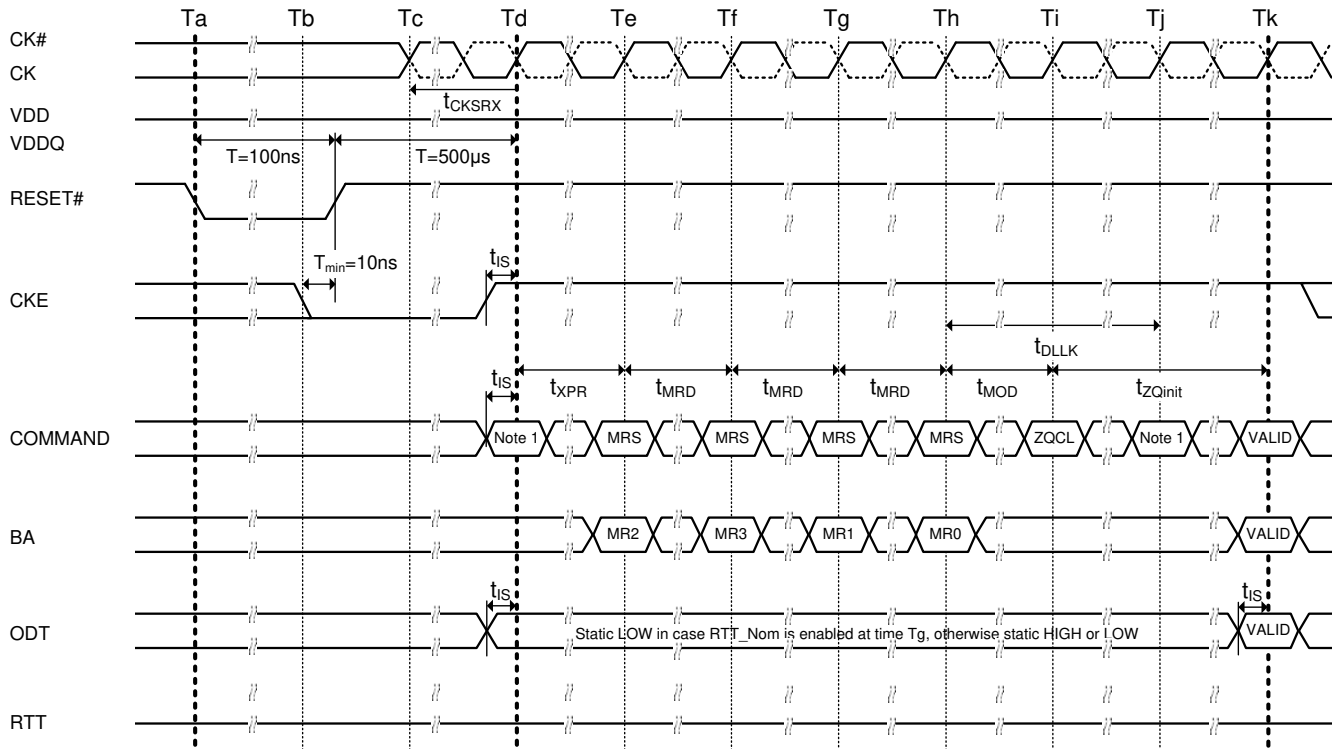 Ta Tb Tc Td Te Tf Tg Th Ti Tj Tk
CK#
CK
tCKSRX
VDD
VDDQ
T=100ns T=500µs
RESET#
Tmin=10ns tIS
CKE
tDLLK
tIS tXPR tMRD tMRD tMRD tMOD tZQinit
COMMAND Note 1 MRS MRS MRS MRS ZQCL Note 1 VALID
BA MR2 MR3 MR1 MR0 VALID
tIS tIS
ODT Static LOW in case RTT_Nom is enabled at time Tg, otherwise static HIGH or LOW VALID
RTT